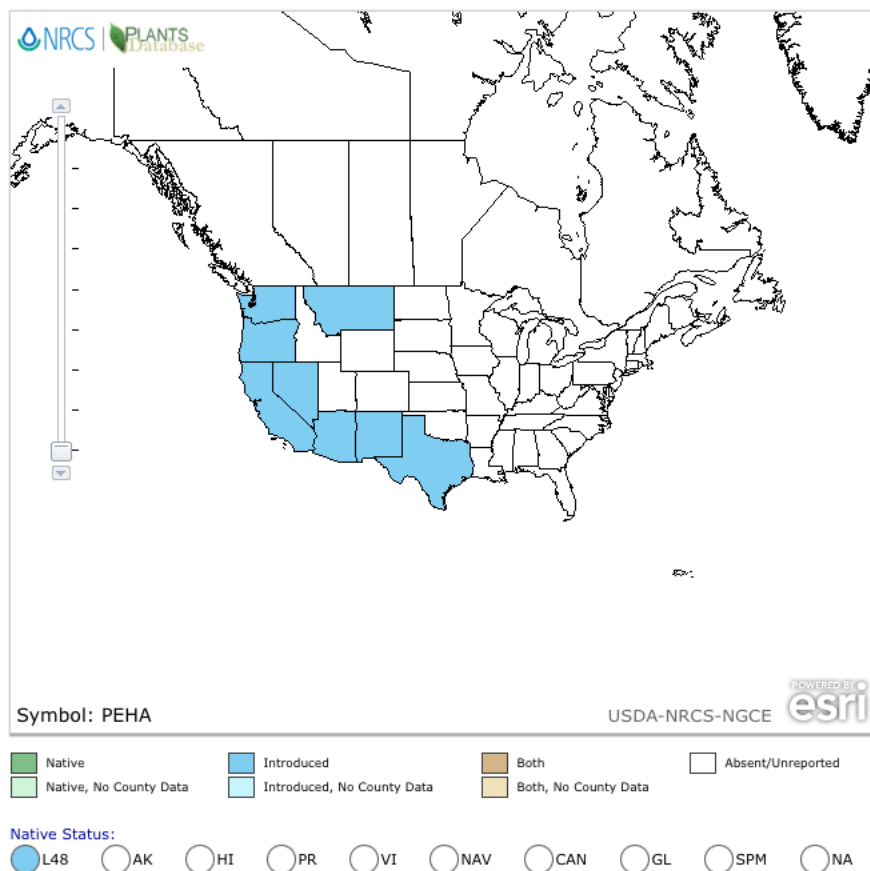 NRCS | PLANTS
Database
Symbol: PEHA
USDA-NRCS-NGCE
POWERED BY
esri
Native
Introduced
Both
Absent/Unreported
Native, No County Data
Introduced, No County Data
Both, No County Data
Native Status:
L48 AK HI PR VI NAV CAN GL SPM NA